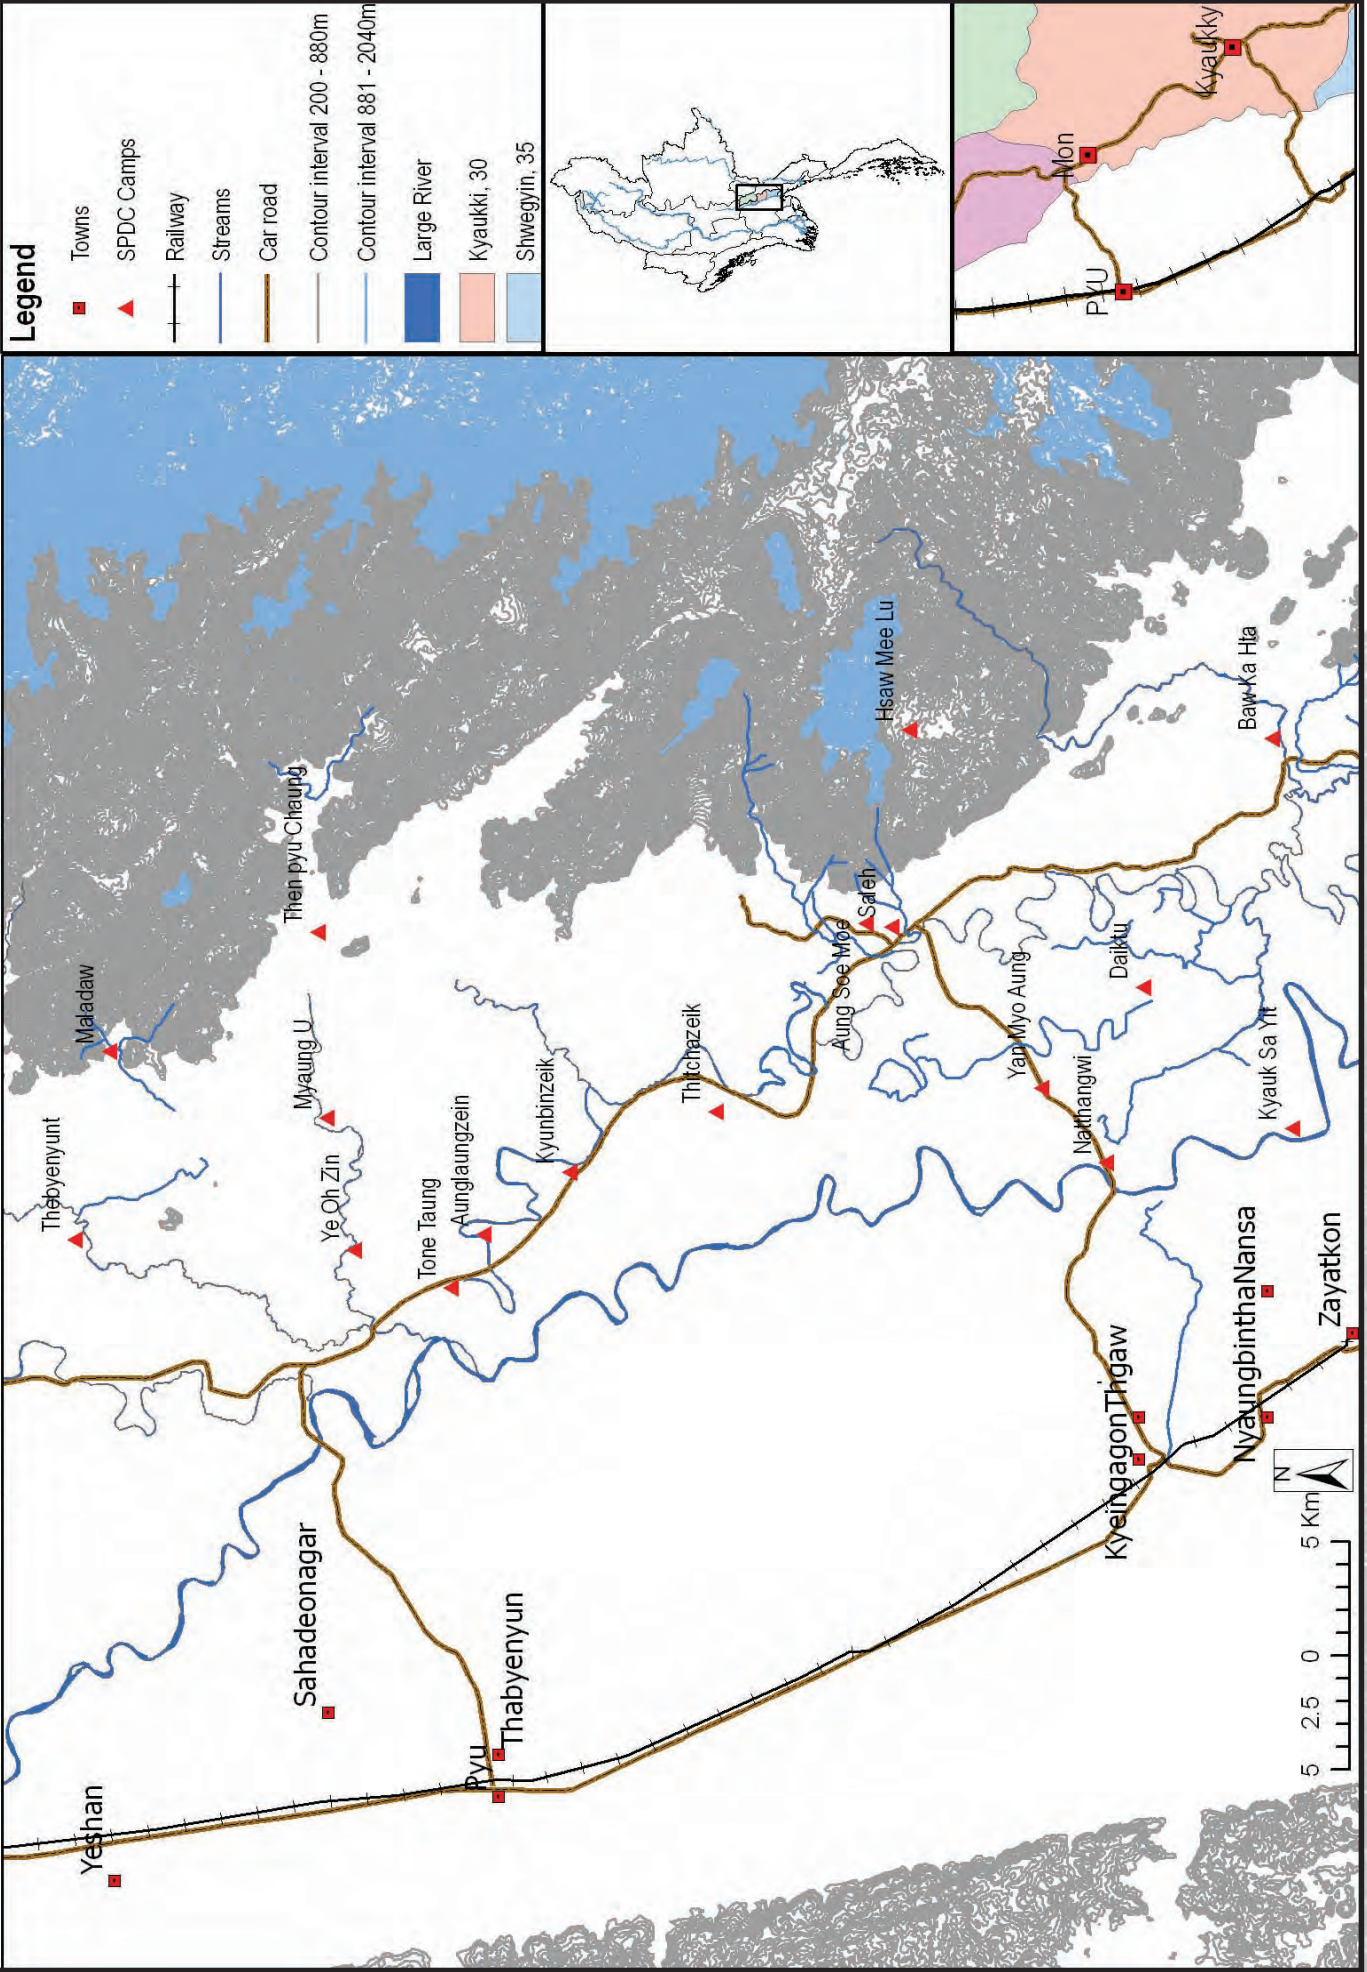 Legend
Towns
SPDC Camps
Railway
Streams
Car road
Contour interval 200 - 880m
Contour interval 881 - 2040m
Large River
Kyaukki, 30
Shwegyin, 35
PYU
Mon
Kyaukky
Yeshan
Sahadeonagar
Pyu
Thabyenyun
Thebyenyunt
Maladaw
Ye Oh Zin
Myaung U
Then pyu Chaung
Tone Taung
Aunglaungzein
Kyunbinzeik
Thitchazeik
Aung Soe Moe
Saleh
Hsaw Mee Lu
Yan Myo Aung
Natthangwi
Daiktu
Baw Ka Hta
Kyauk Sa Yit
KyeingagonThgaw
NyaungbinthaNansa
Zayatkon
N
5 2.5 0 5 Km